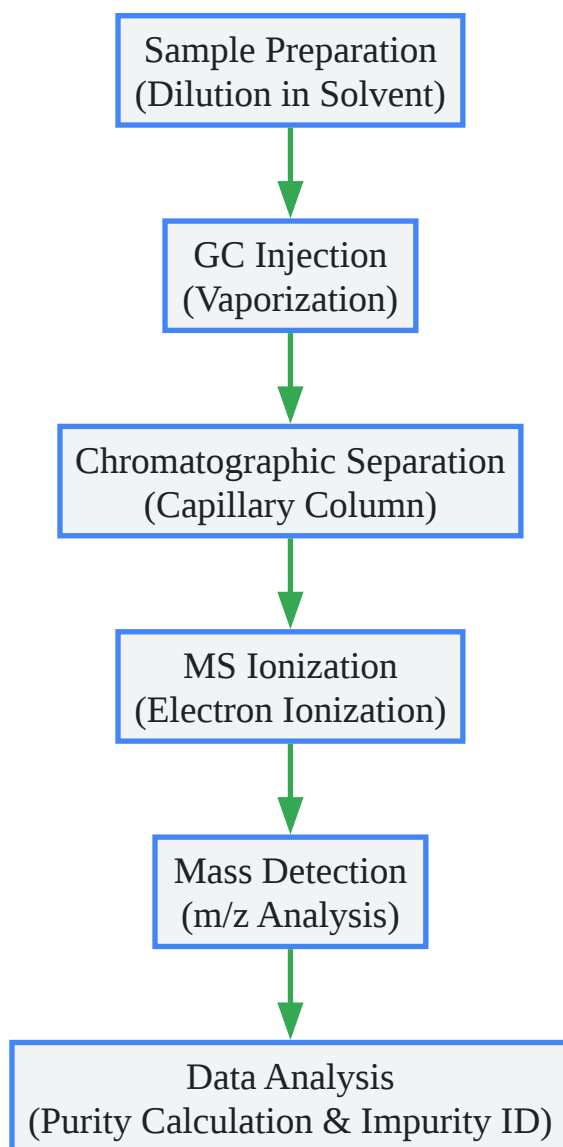 Sample Preparation
(Dilution in Solvent)
GC Injection
(Vaporization)
Chromatographic Separation
(Capillary Column)
MS Ionization
(Electron Ionization)
Mass Detection
(m/z Analysis)
Data Analysis
(Purity Calculation & Impurity ID)